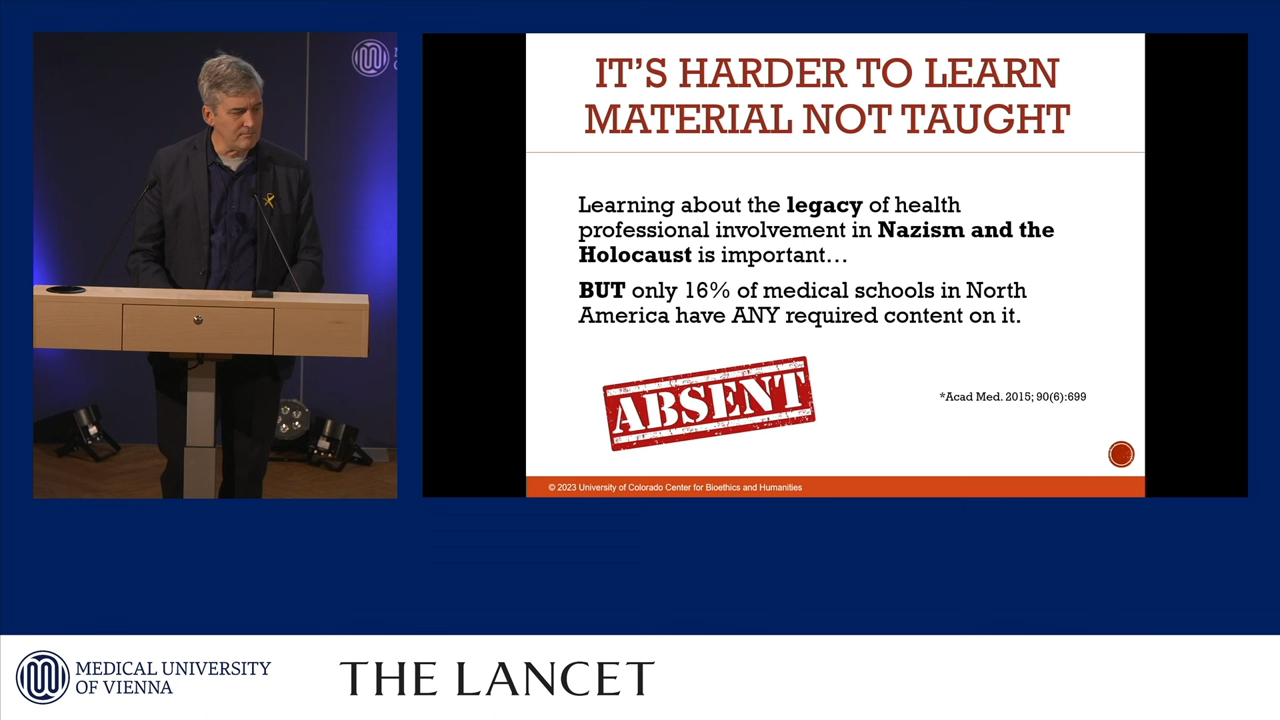 IT'S HARDER TO LEARN
MATERIAL NOT TAUGHT
Learning about the legacy of health
professional involvement in Nazism and the
Holocaust is important…
BUT only 16% of medical schools in North
America have ANY required content on it.
ABSENT
*Acad Med. 2015; 90(6):699
© 2023 University of Colorado Center for Bioethics and Humanities
MEDICAL UNIVERSITY
OF VIENNA
THE LANCET